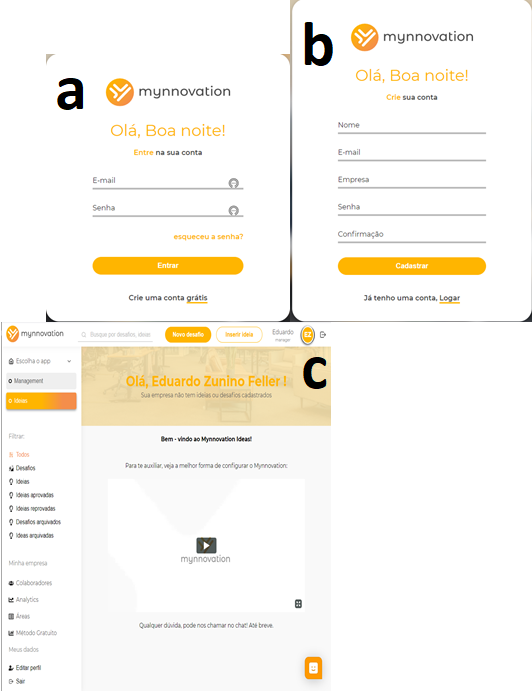 a
mynnovation
Olá, Boa noite!
Entre na sua conta
E-mail
Senha
esqueceu a senha?
Entrar
Crie uma conta grátis
b
mynnovation
Olá, Boa noite!
Crie sua conta
Nome
E-mail
Empresa
Senha
Confirmação
Cadastrar
Já tenho uma conta, Logar
c
mynnovation
Busque por desafios, ideias
Novo desafio
Inserir ideia
Eduardo
manager
EZ
Escolha o app
Management
Ideias
Filtrar:
Todos
Desafios
Ideias
Ideias aprovadas
Ideias reprovadas
Desafios arquivados
Ideias arquivadas
Minha empresa
Colaboradores
Analytics
Áreas
Método Gratuito
Meus dados
Editar perfil
Sair
Olá, Eduardo Zunino Feller !
Sua empresa não tem ideias ou desafios cadastrados
Bem - vindo ao Mynnovation Ideas!
Para te auxiliar, veja a melhor forma de configurar o Mynnovation:
mynnovation
Qualquer dúvida, pode nos chamar no chat! Até breve.